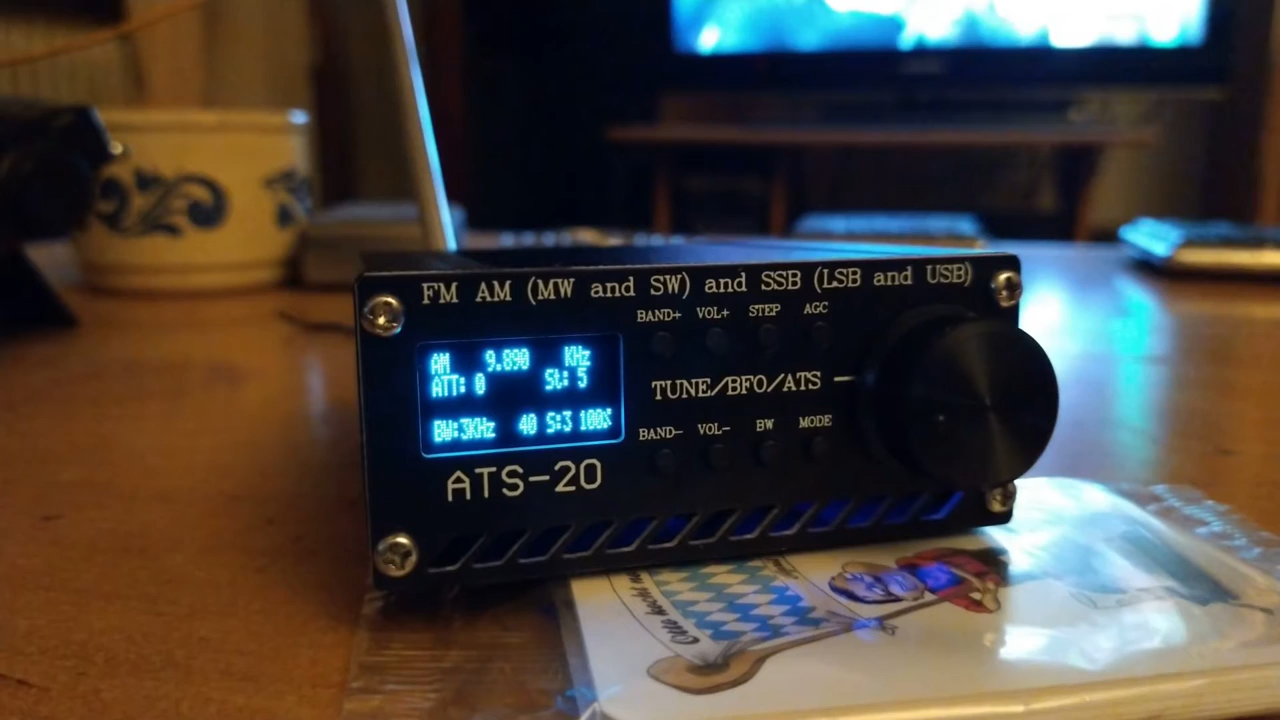 FM AM (MW and SW) and SSB (LSB and USB)
BAND+ VOL+ STEP AGC
AM 9.890 KHz
ATT: 0 St: 5
BW:3KHz 40 S:3 100%
TUNE/BFO/ATS
BAND- VOL- BW MODE
ATS-20